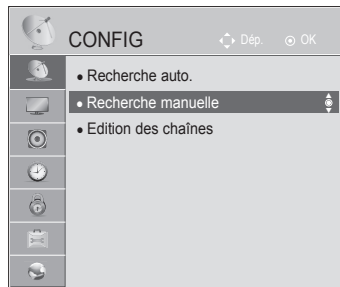 CONFIG Dép. OK
Recherche auto.
Recherche manuelle
Edition des chaînes